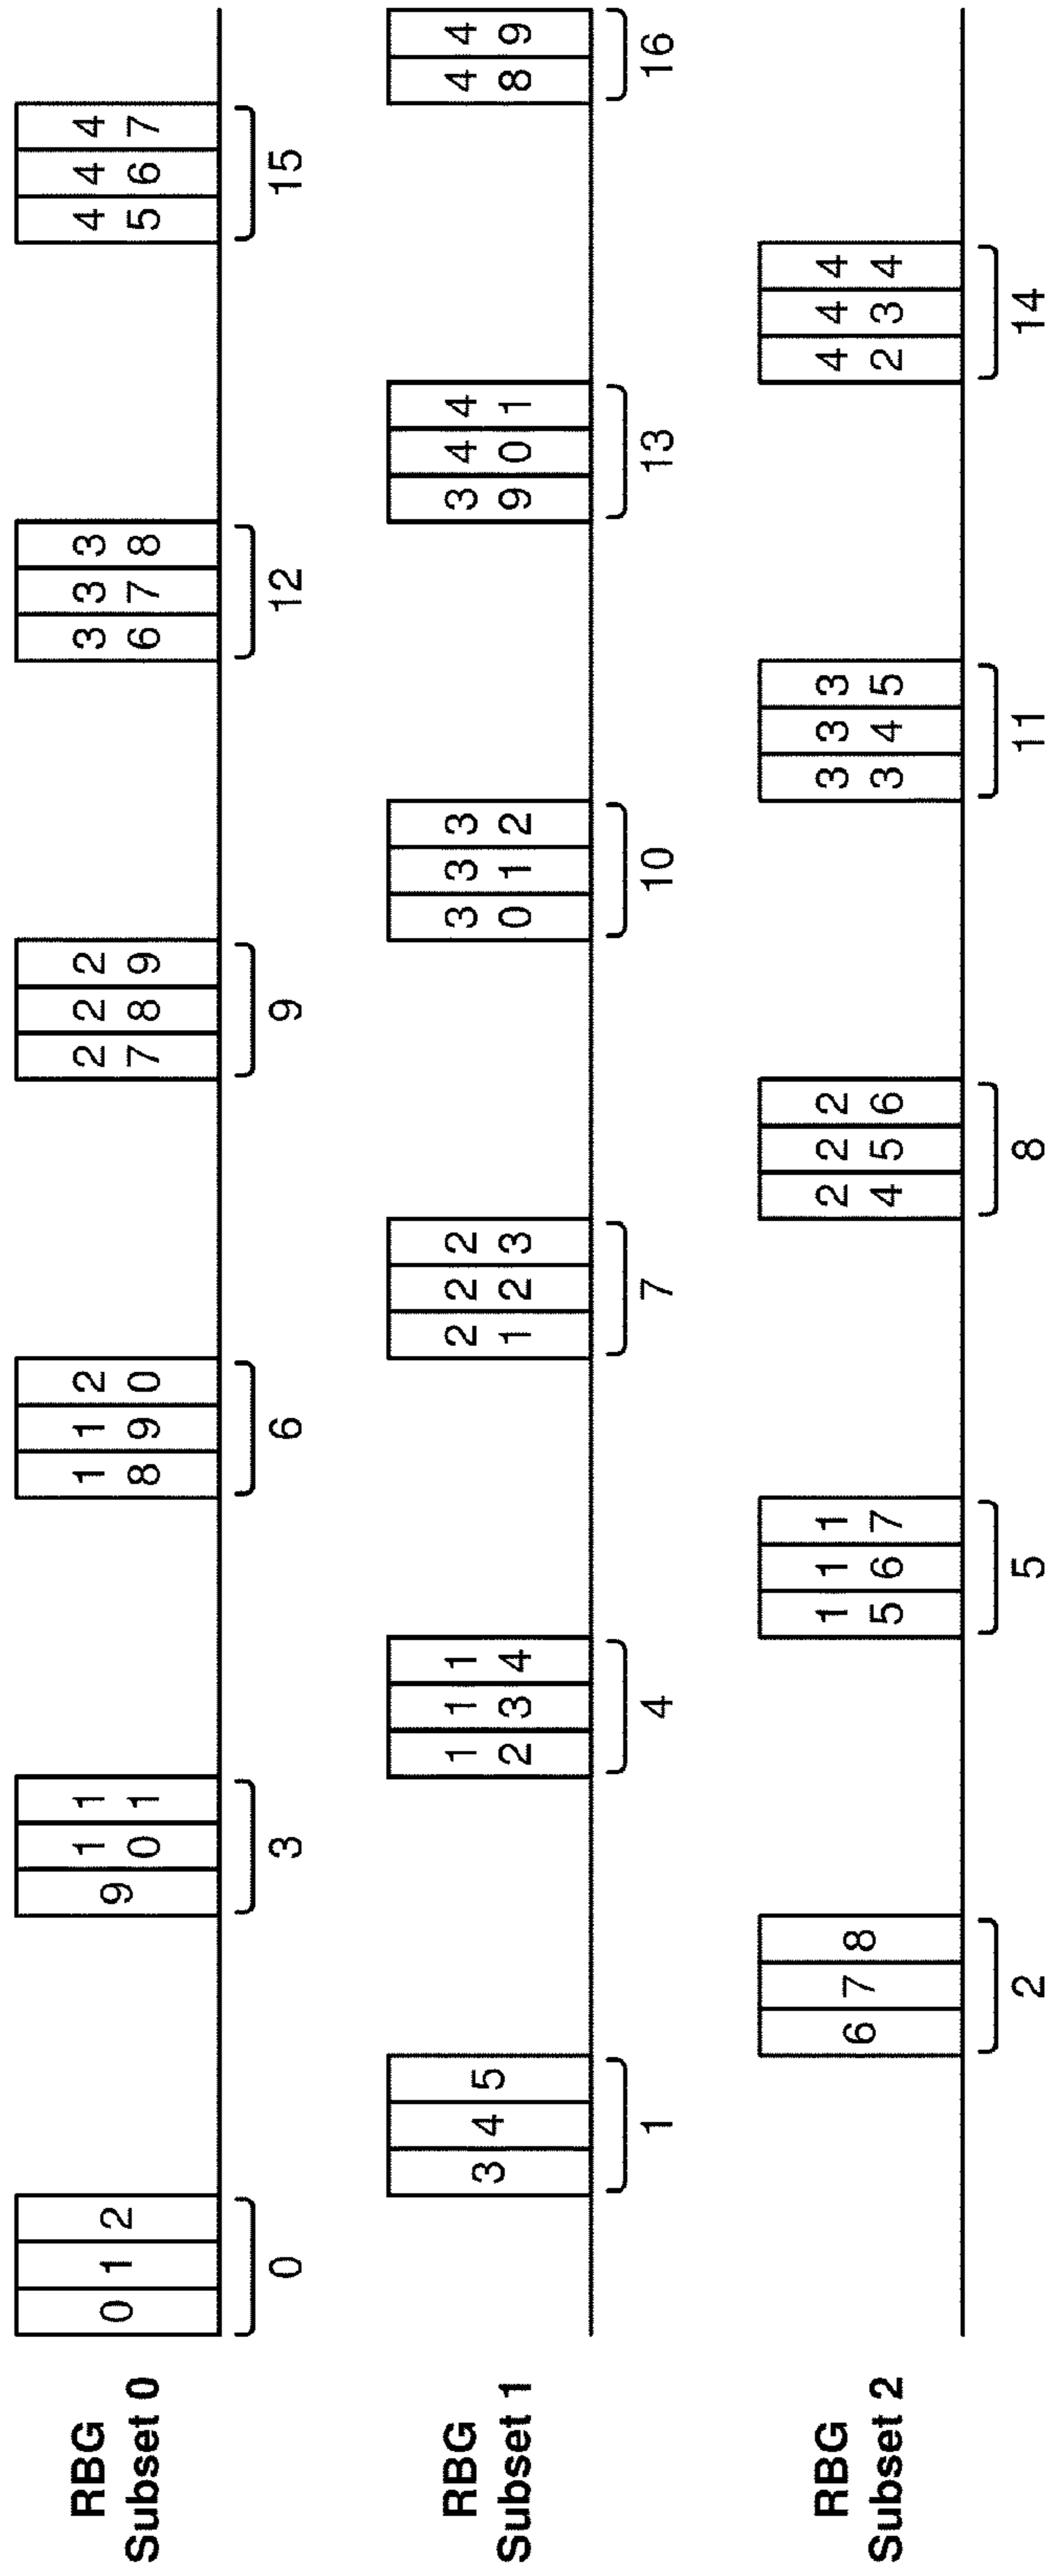 RBG
Subset 0
0 1 2 9 10 11 18 19 20 27 28 29 36 37 38 45 46 47
0 3 6 9 12 15
RBG
Subset 1
3 4 5 12 13 14 21 22 23 30 31 32 39 40 41 48 49
1 4 7 10 13 16
RBG
Subset 2
6 7 8 15 16 17 24 25 26 33 34 35 42 43 44
2 5 8 11 14